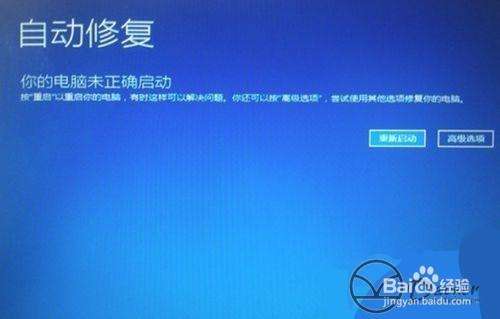 自动修复
你的电脑未正确启动
按"重启"以重启你的电脑，有时这样可以解决问题。你还可以按"高级选项"，尝试使用其他选项修复你的电脑。
重新启动
高级选项
Bai 经验
jingyan.baidu.com